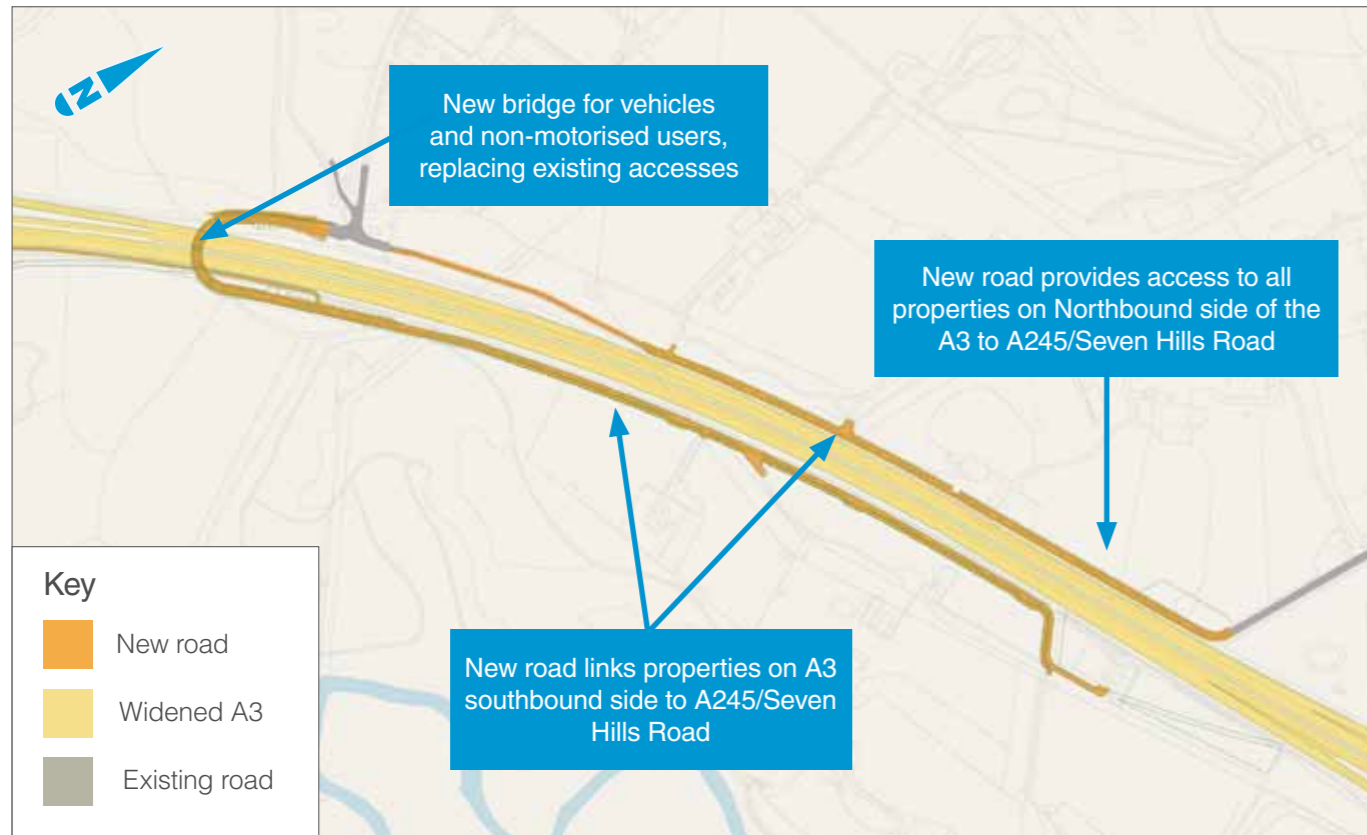 N
New bridge for vehicles
and non-motorised users,
replacing existing accesses
New road provides access to all
properties on Northbound side of the
A3 to A245/Seven Hills Road
New road links properties on A3
southbound side to A245/Seven
Hills Road
Key
New road
Widened A3
Existing road